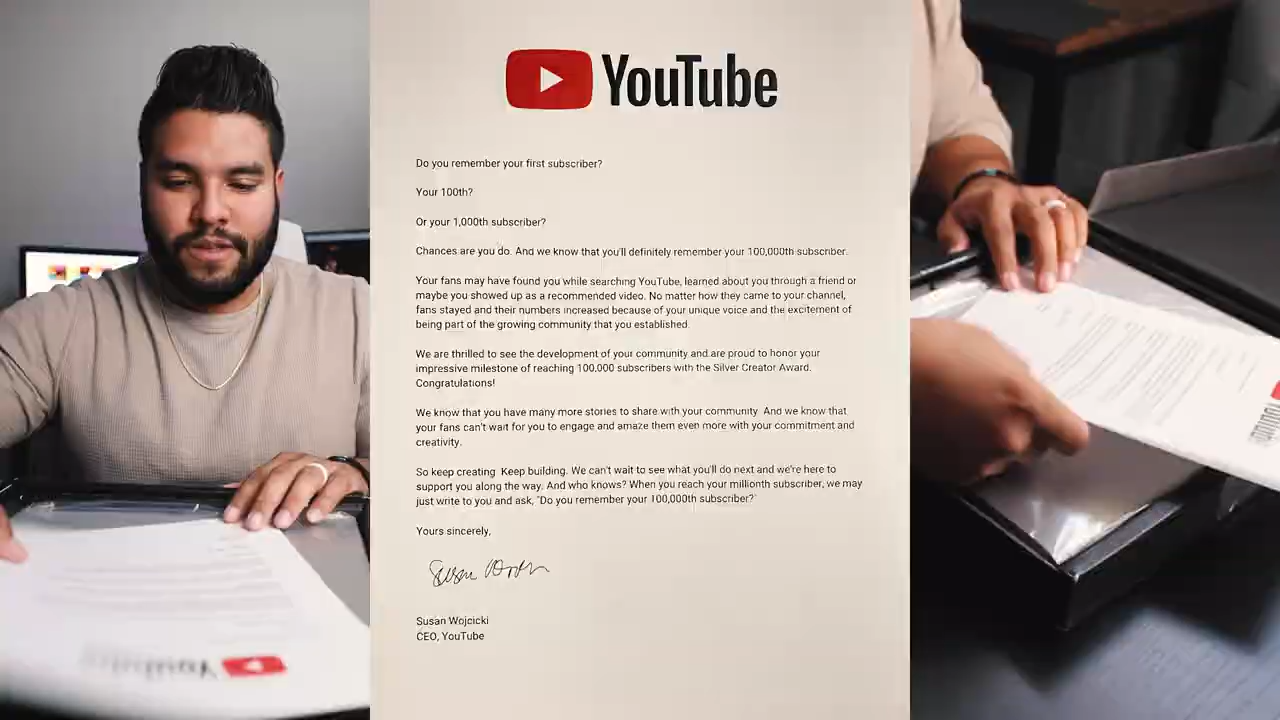 YouTube
Do you remember your first subscriber?
Your 100th?
Or your 1,000th subscriber?
Chances are you do. And we know that you'll definitely remember your 100,000th subscriber.
Your fans may have found you while searching YouTube, learned about you through a friend or
maybe you showed up as a recommended video. No matter how they came to your channel,
fans stayed and their numbers increased because of your unique voice and the excitement of
being part of the growing community that you established.
We are thrilled to see the development of your community and are proud to honor your
impressive milestone of reaching 100,000 subscribers with the Silver Creator Award.
Congratulations!
We know that you have many more stories to share with your community. And we know that
your fans can't wait for you to engage and amaze them even more with your commitment and
creativity.
So keep creating. Keep building. We can't wait to see what you'll do next and we're here to
support you along the way. And who knows? When you reach your millionth subscriber, we may
just write to you and ask, "Do you remember your 100,000th subscriber?"
Yours sincerely,
Susan Wojcicki
CEO, YouTube
YouTube
YouTube